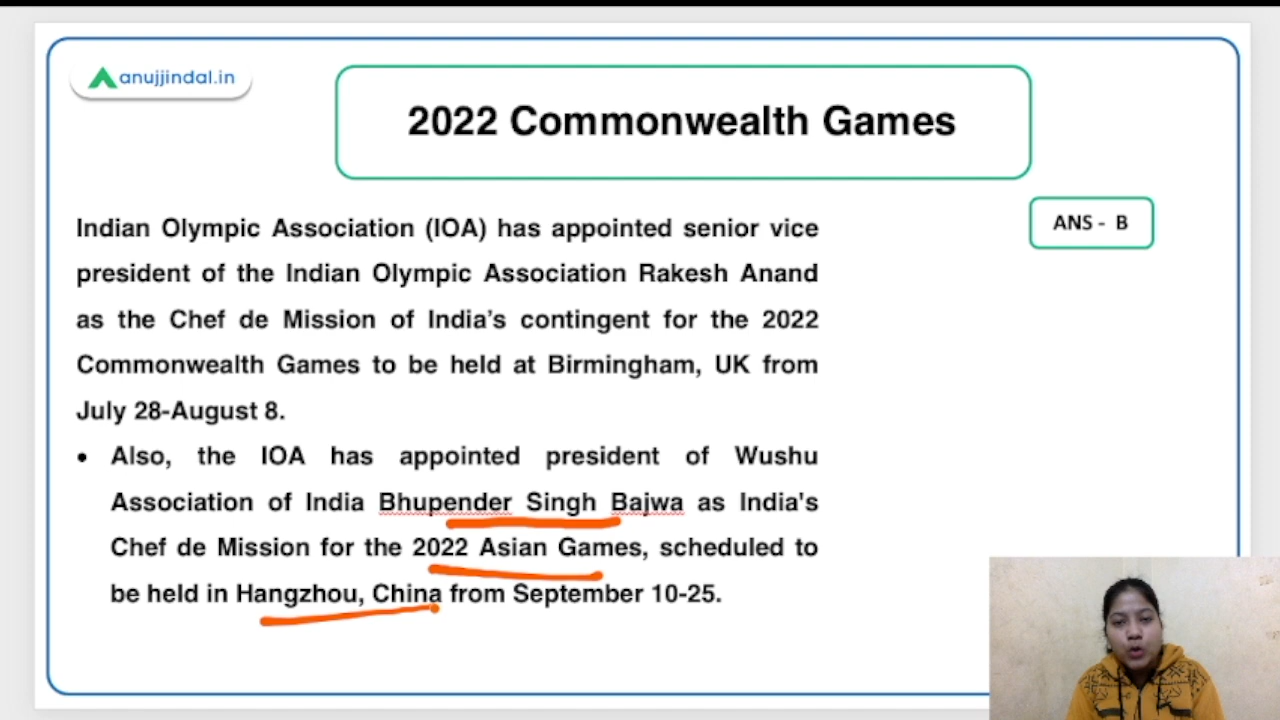 anujjindal.in
2022 Commonwealth Games
ANS - B
Indian Olympic Association (IOA) has appointed senior vice
president of the Indian Olympic Association Rakesh Anand
as the Chef de Mission of India’s contingent for the 2022
Commonwealth Games to be held at Birmingham, UK from
July 28-August 8.
• Also, the IOA has appointed president of Wushu
Association of India Bhupender Singh Bajwa as India's
Chef de Mission for the 2022 Asian Games, scheduled to
be held in Hangzhou, China from September 10-25.